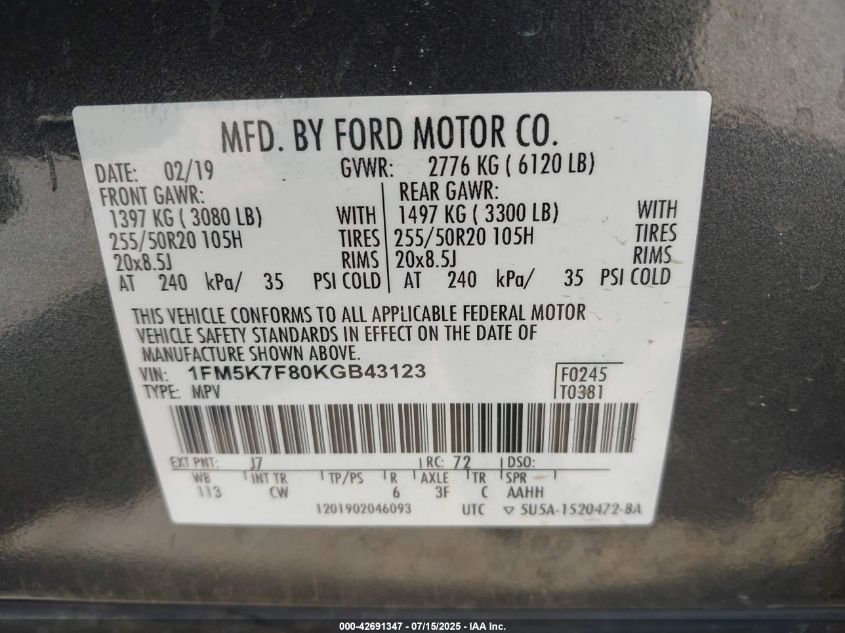 MFD. BY FORD MOTOR CO.
DATE: 02/19 GVWR: 2776 KG ( 6120 LB)
FRONT GAWR: REAR GAWR:
1397 KG ( 3080 LB) WITH 1497 KG ( 3300 LB) WITH
255/50R20 105H TIRES 255/50R20 105H TIRES
20x8.5J RIMS 20x8.5J RIMS
AT 240 kPa/ 35 PSI COLD AT 240 kPa/ 35 PSI COLD
THIS VEHICLE CONFORMS TO ALL APPLICABLE FEDERAL MOTOR
VEHICLE SAFETY STANDARDS IN EFFECT ON THE DATE OF
MANUFACTURE SHOWN ABOVE.
VIN: 1FM5K7F80KGB43123 F0245
TYPE: MPV T0381
EXT PNT: J7 RC: 72 DSO:
WB INT TR TP/PS R AXLE TR SPR
113 CW 6 3F C AAHH
1201902046093 UTC ▽ 5U5A-1520472-BA
000-42691347 - 07/15/2025 - IAA Inc.